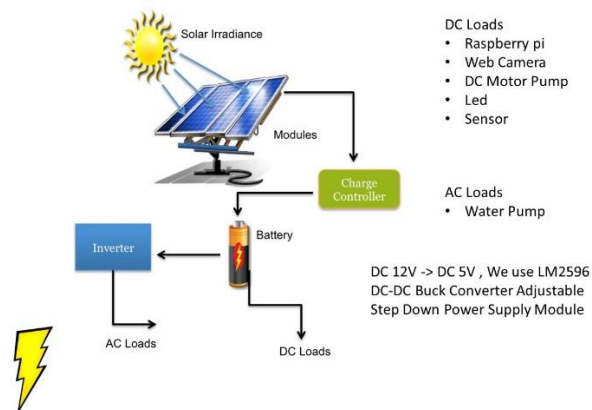 Solar Irradiance
Modules
Charge
Controller
Battery
Inverter
AC Loads
DC Loads
DC Loads
• Raspberry pi
• Web Camera
• DC Motor Pump
• Led
• Sensor
AC Loads
• Water Pump
DC 12V -> DC 5V , We use LM2596
DC-DC Buck Converter Adjustable
Step Down Power Supply Module